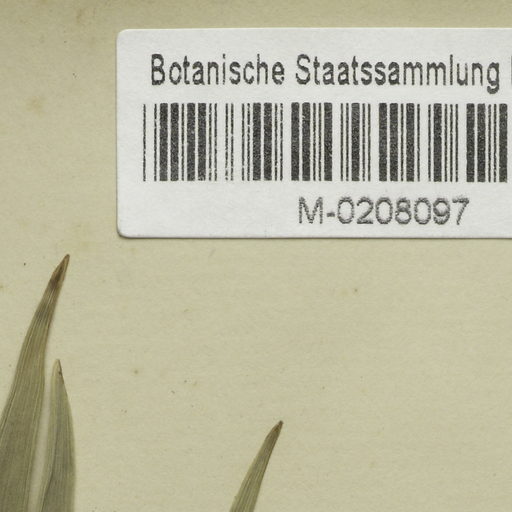 Botanische Staatssammlung
M-0208097